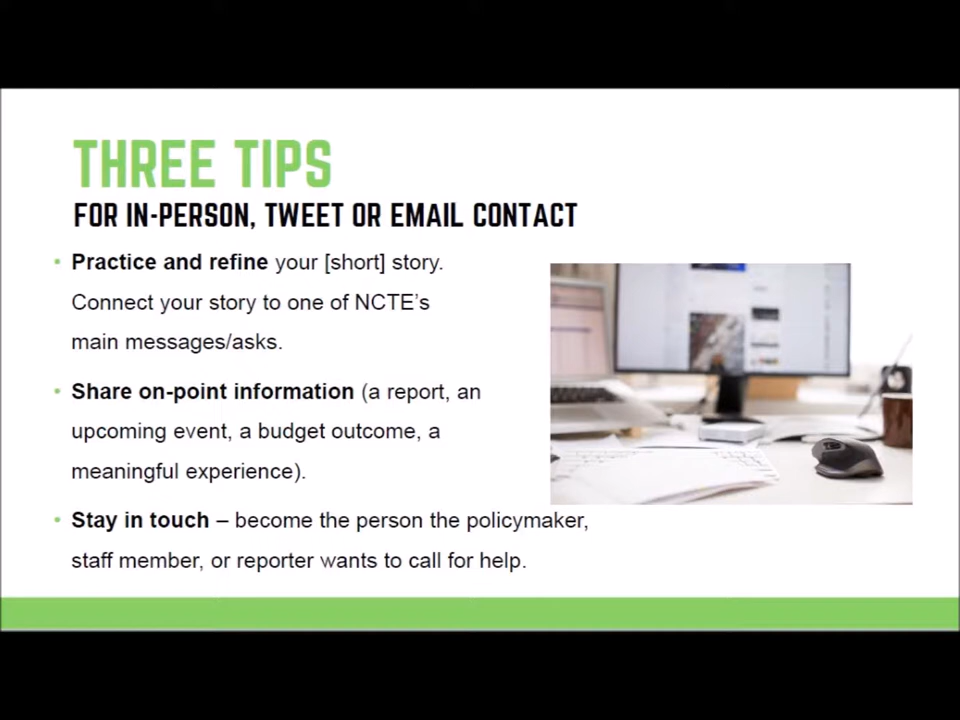 THREE TIPS
FOR IN-PERSON, TWEET OR EMAIL CONTACT
• Practice and refine your [short] story.
Connect your story to one of NCTE’s
main messages/asks.
• Share on-point information (a report, an
upcoming event, a budget outcome, a
meaningful experience).
• Stay in touch – become the person the policymaker,
staff member, or reporter wants to call for help.